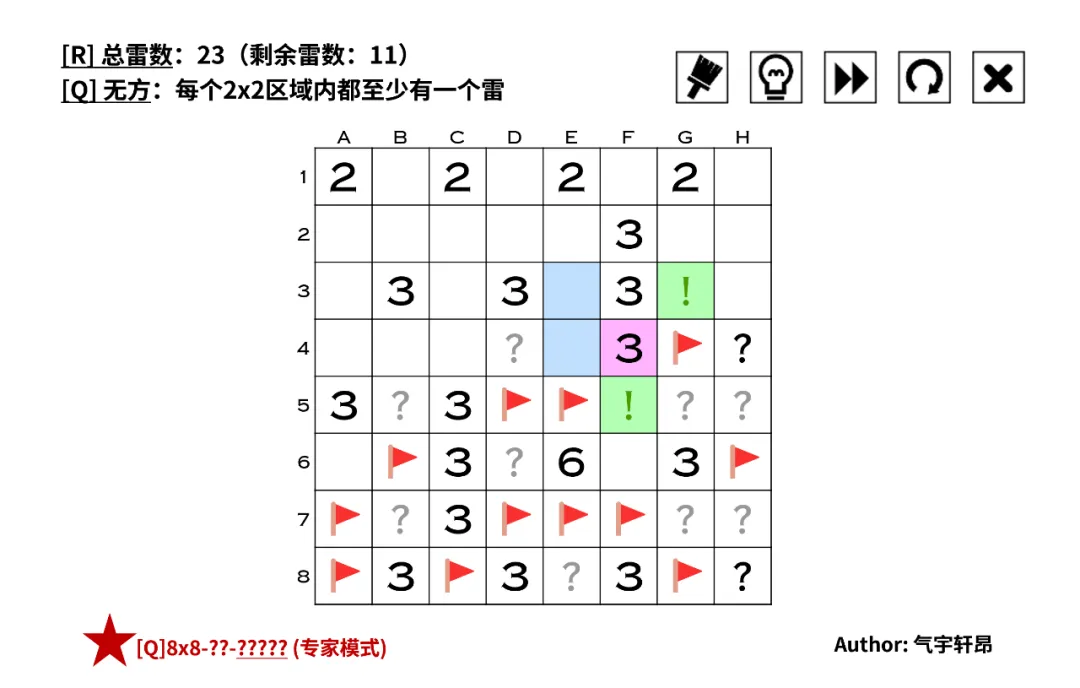 [R] 总雷数：23（剩余雷数：11）
[Q] 无方：每个2x2区域内都至少有一个雷
A B C D E F G H
1 2 2 2 2
2 3
3 3 3 3 !
4 ? 3 ?
5 3 ? 3 ! ? ?
6 3 ? 6 3
7 ? 3 ? ?
8 3 3 ? 3 ?
[Q]8x8-??-????? (专家模式)
Author: 气宇轩昂